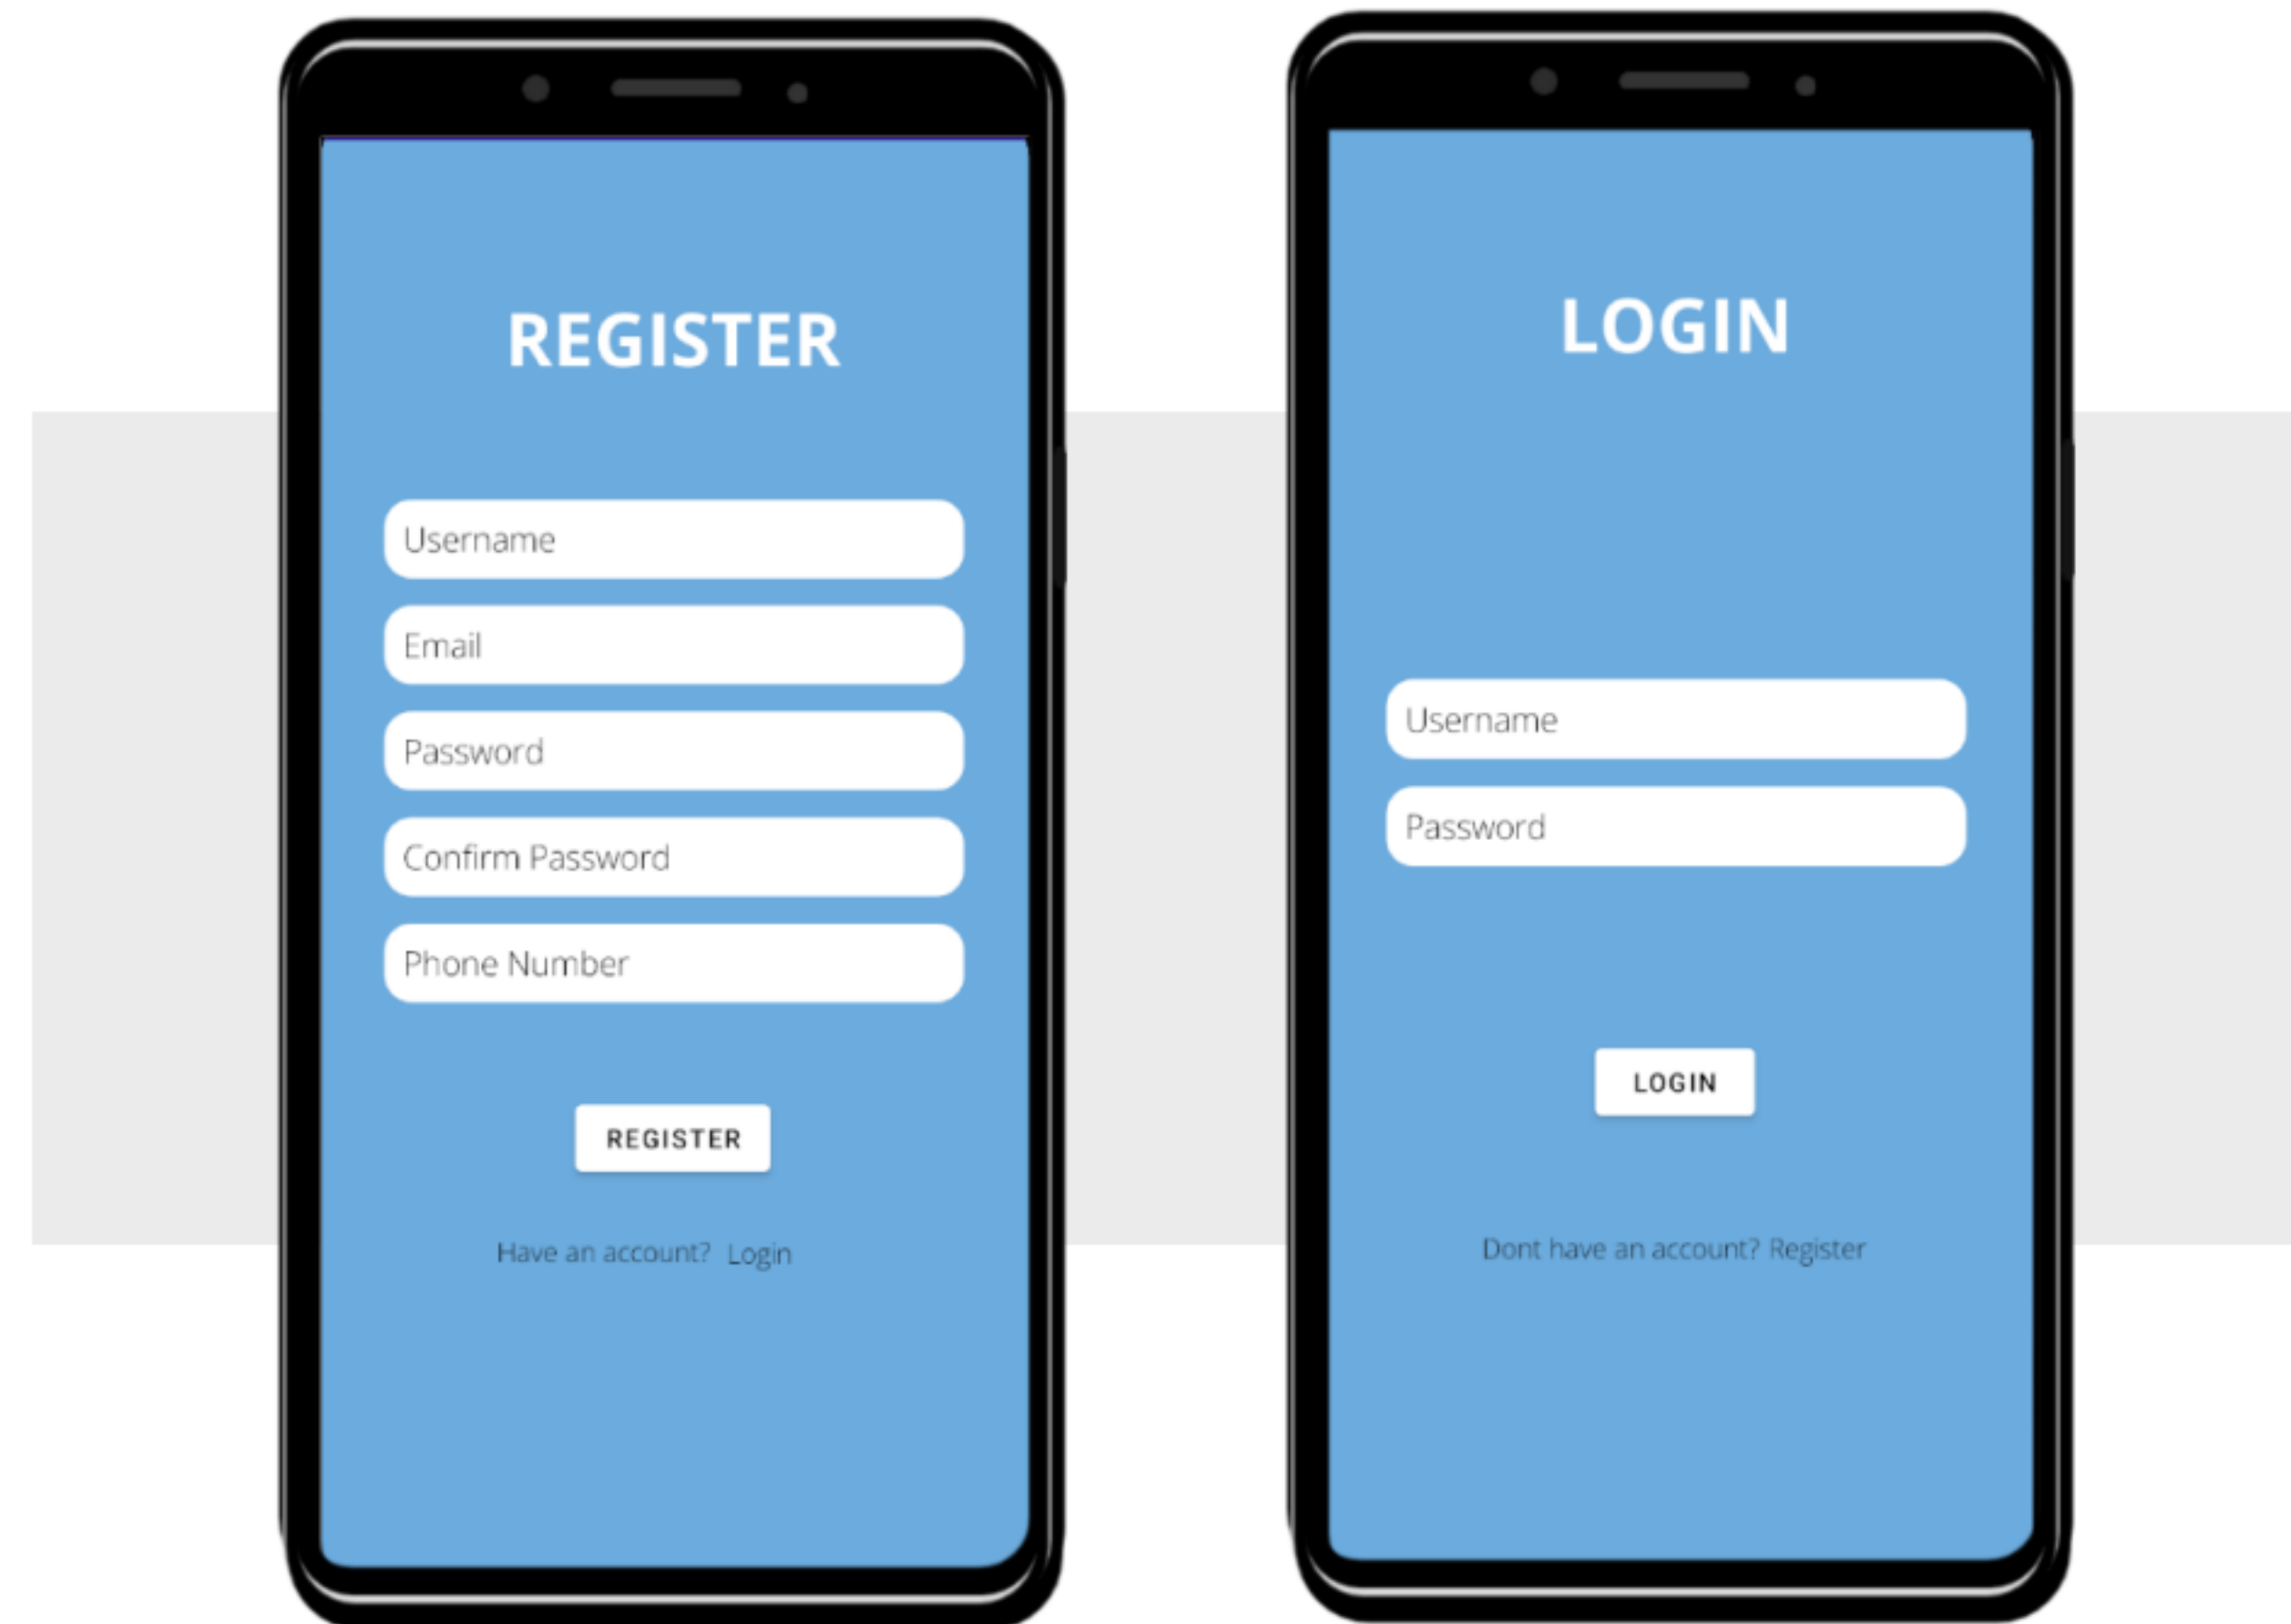 REGISTER
Username
Email
Password
Confirm Password
Phone Number
REGISTER
Have an account? Login
LOGIN
Username
Password
LOGIN
Dont have an account? Register